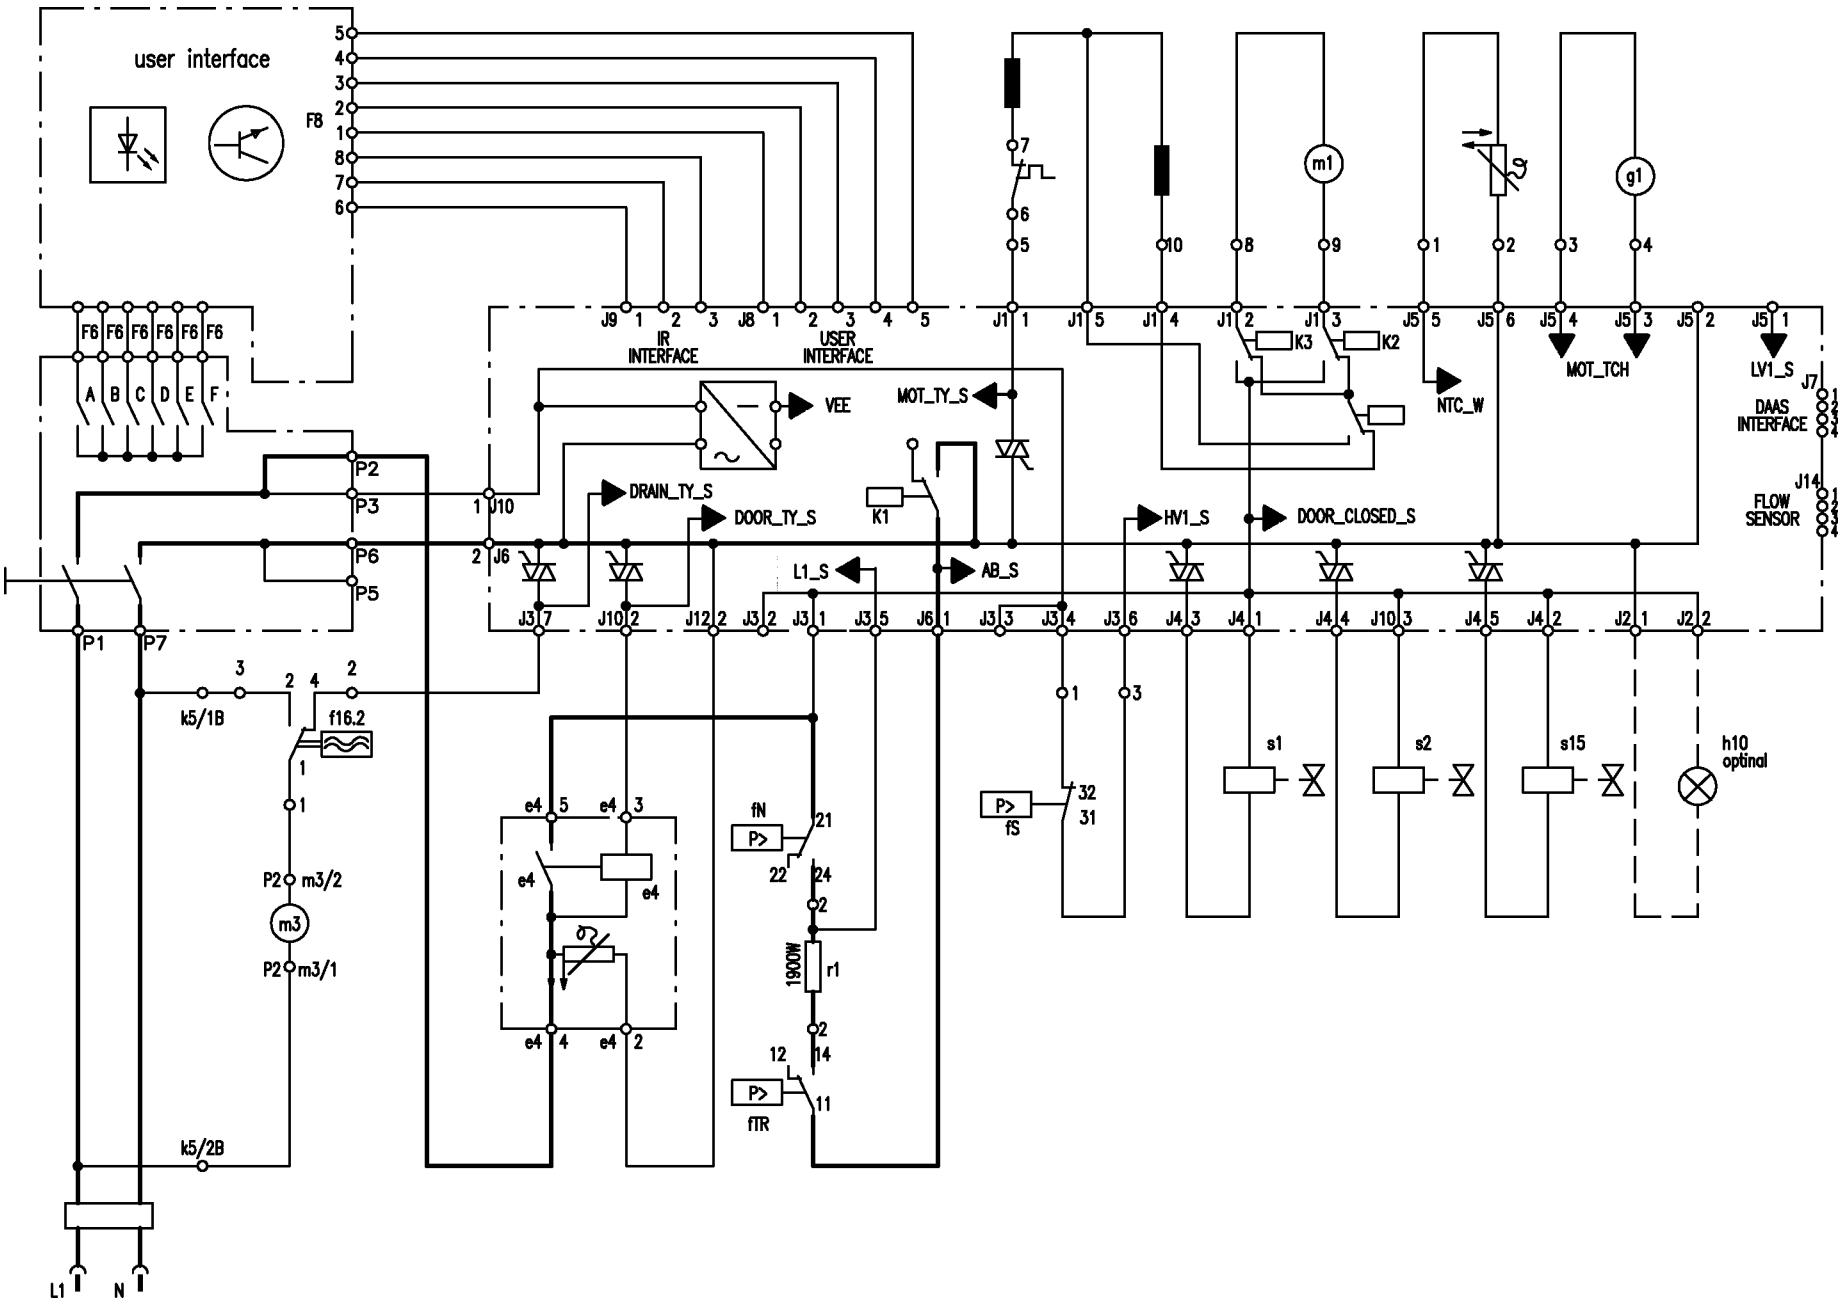 user interface
F8
5
4
3
2
1
8
7
6
F6 F6 F6 F6 F6 F6
A B C D E F
P2
P3
P6
P5
P1 P7
7
6
5 10 8 9 1 2 3 4
m1
g1
J9 1 2 3 J8 1 2 3 4 5
IR
INTERFACE
USER
INTERFACE
J1 1 J1 5 J1 4 J1 2 J1 3 J5 5 J5 6 J5 4 J5 3 J5 2 J5 1
K3 K2
MOT_TCH
LV1_S
NTC_W
MOT_TY_S
VEE
J7
1
2
3
4
DAAS
INTERFACE
J14
1
2
3
4
FLOW
SENSOR
1 J10
2 J6
DRAIN_TY_S
DOOR_TY_S
K1
HV1_S
DOOR_CLOSED_S
L1_S
AB_S
J3 7 J10 2 J12 2 J3 2 J3 1 J3 5 J6 1 J3 3 J3 4 J3 6 J4 3 J4 1 J4 4 J10 3 J4 5 J4 2 J2 1 J2 2
3 2 4 2
k5/1B
f16.2
1
1
P2 m3/2
m3
P2 m3/1
k5/2B
e4 5 e4 3
e4
e4
e4 4 e4 2
fN
P>
21
22 24
2
1900W
r1
2
12 14
P>
11
fTR
1 3
P>
fS
32
31
s1
s2
s15
h10
optinal
L1 N